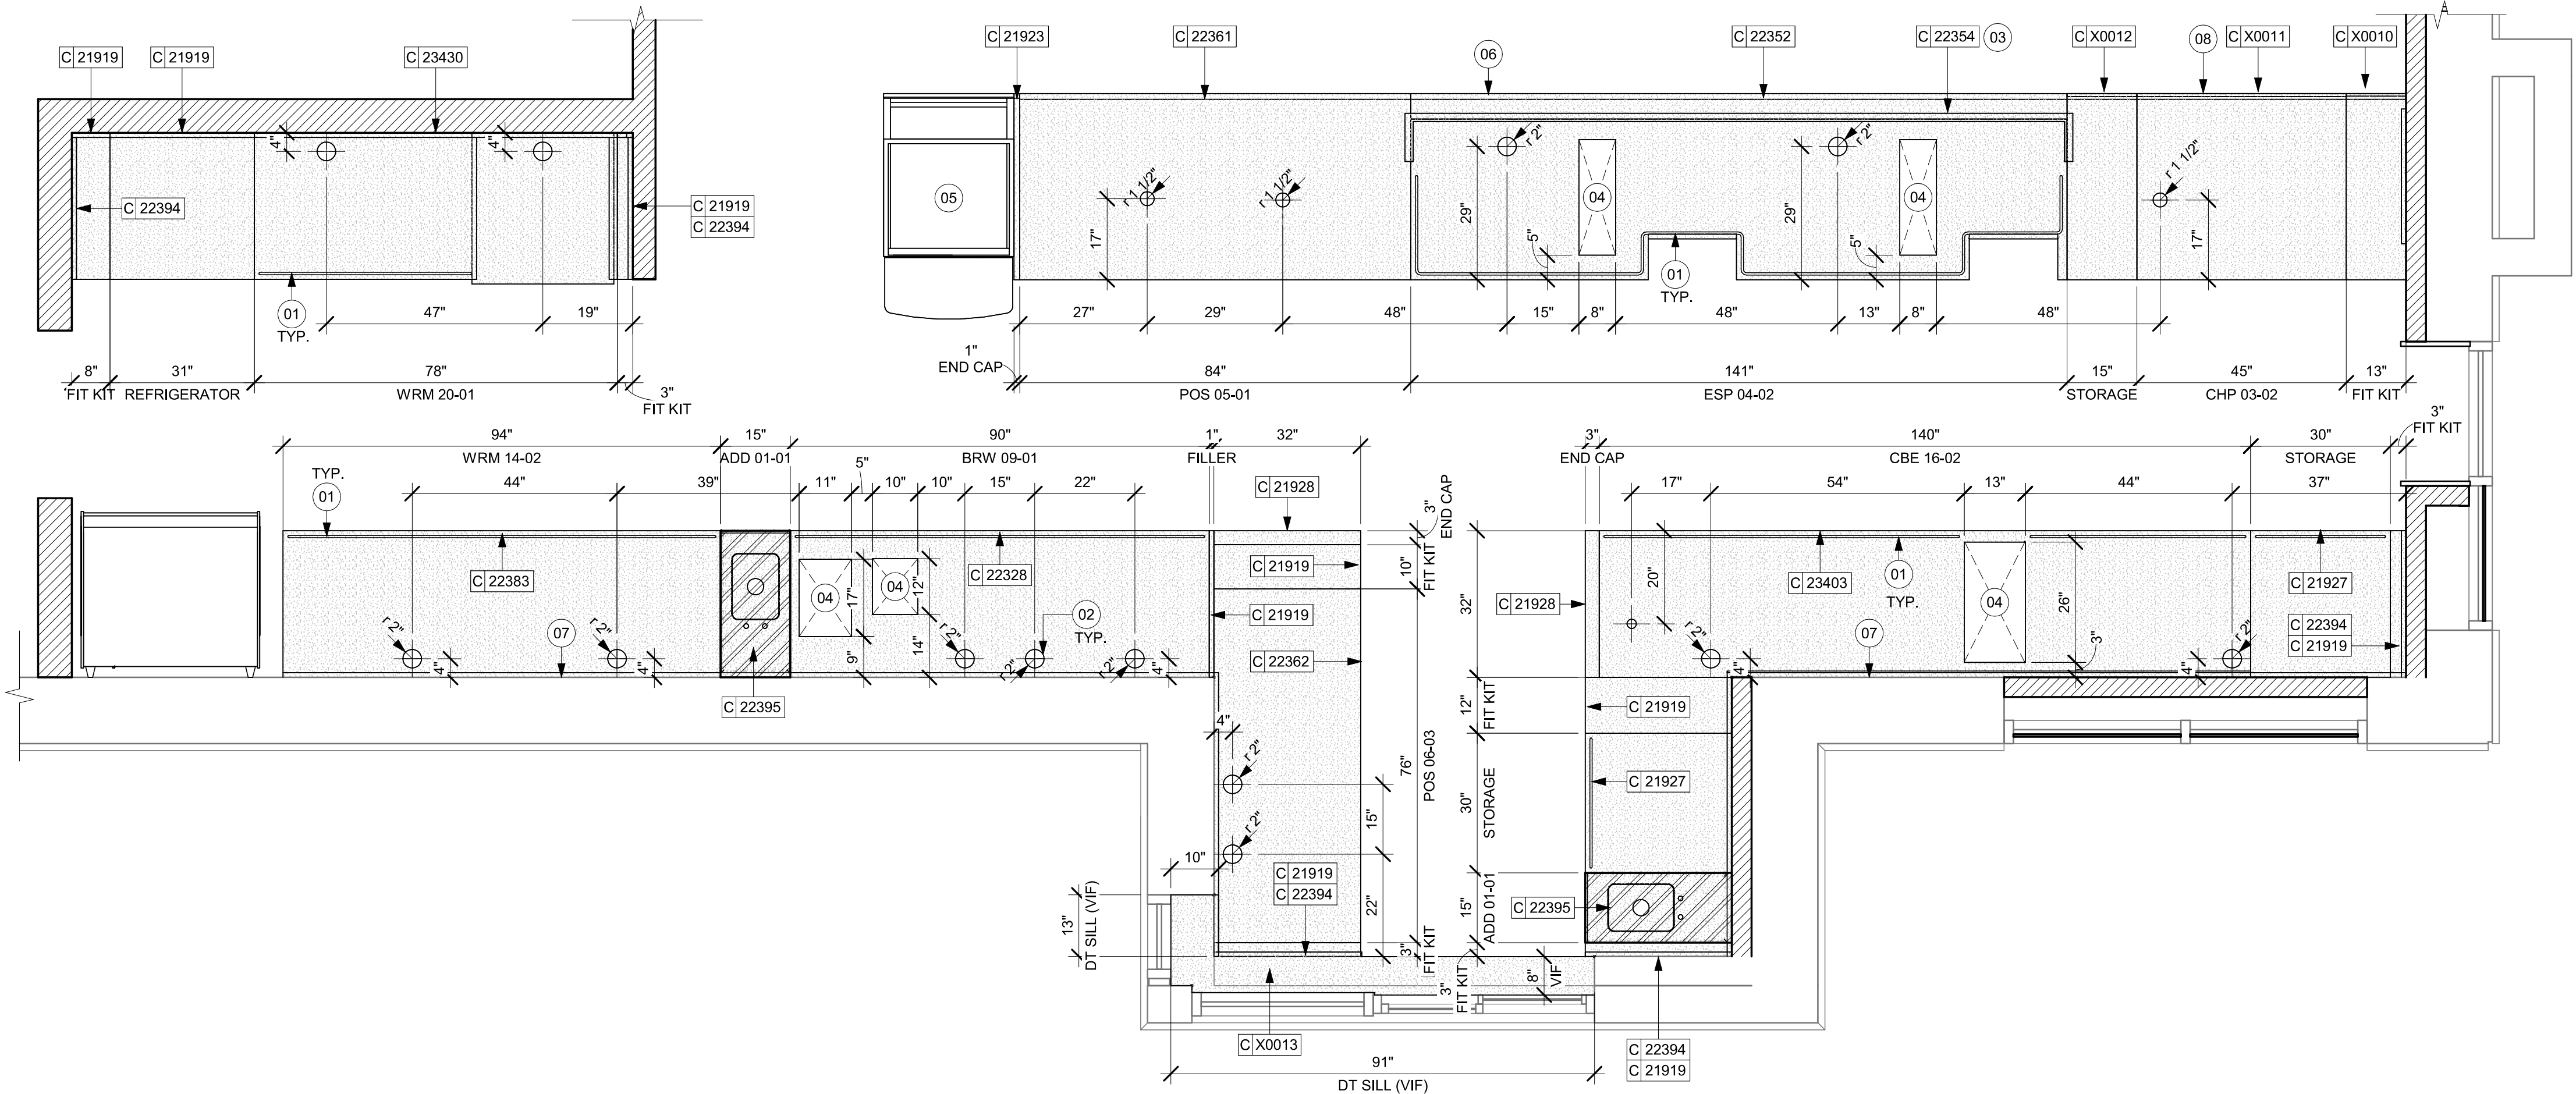 C 21919
C 21919
C 23430
4"
4"
C 22394
C 21919
C 22394
01
TYP.
47"
19"
8"
31"
78"
3"
FIT KIT
REFRIGERATOR
WRM 20-01
FIT KIT
C 21923
C 22361
06
C 22352
C 22354
03
C X0012
08
C X0011
C X0010
05
r 1 1/2"
r 1 1/2"
17"
r 2"
29"
04
5"
r 2"
29"
04
5"
r 1 1/2"
17"
01
TYP.
27"
29"
48"
15"
8"
48"
13"
8"
48"
1"
END CAP
84"
141"
15"
45"
13"
POS 05-01
ESP 04-02
STORAGE
CHP 03-02
FIT KIT
94"
15"
90"
1"
32"
WRM 14-02
ADD 01-01
BRW 09-01
FILLER
TYP.
01
44"
39"
11"
5"
10"
10"
15"
22"
C 22383
C 22328
04
17"
04
12"
r 2"
r 2"
4"
4"
07
9"
14"
r 2"
r 2"
r 2"
02
TYP.
4"
C 22395
C 21928
C 21919
C 21919
C 22362
3"
END CAP
10"
FIT KIT
76"
POS 06-03
4"
r 2"
r 2"
15"
22"
10"
13"
DT SILL (VIF)
C 21919
C 22394
3"
FIT KIT
C X0013
91"
DT SILL (VIF)
3"
140"
30"
3"
FIT KIT
END CAP
CBE 16-02
STORAGE
17"
54"
13"
44"
37"
20"
C 23403
01
TYP.
04
26"
3"
C 21927
C 22394
C 21919
C 21928
32"
r 2"
4"
07
r 2"
4"
12"
FIT KIT
C 21919
30"
STORAGE
C 21927
15"
ADD 01-01
C 22395
3"
FIT KIT
8"
VIF
C 22394
C 21919